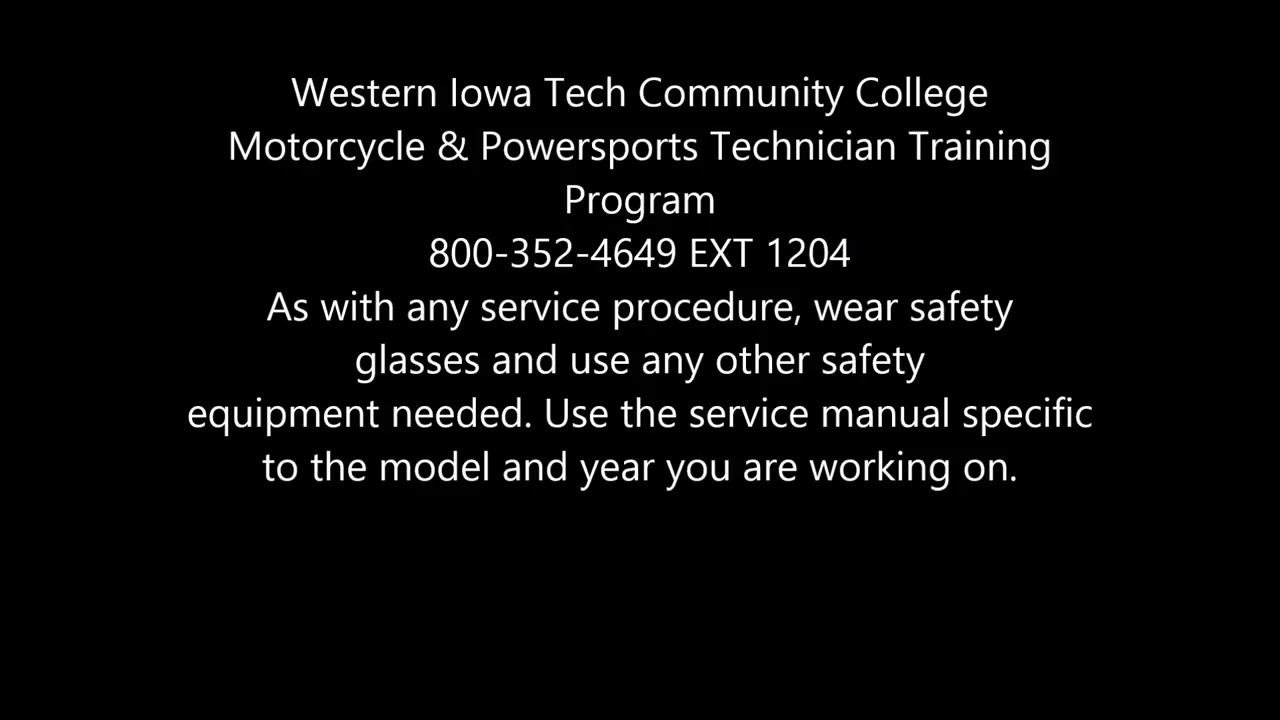 Western Iowa Tech Community College
Motorcycle & Powersports Technician Training
Program
800-352-4649 EXT 1204
As with any service procedure, wear safety
glasses and use any other safety
equipment needed. Use the service manual specific
to the model and year you are working on.